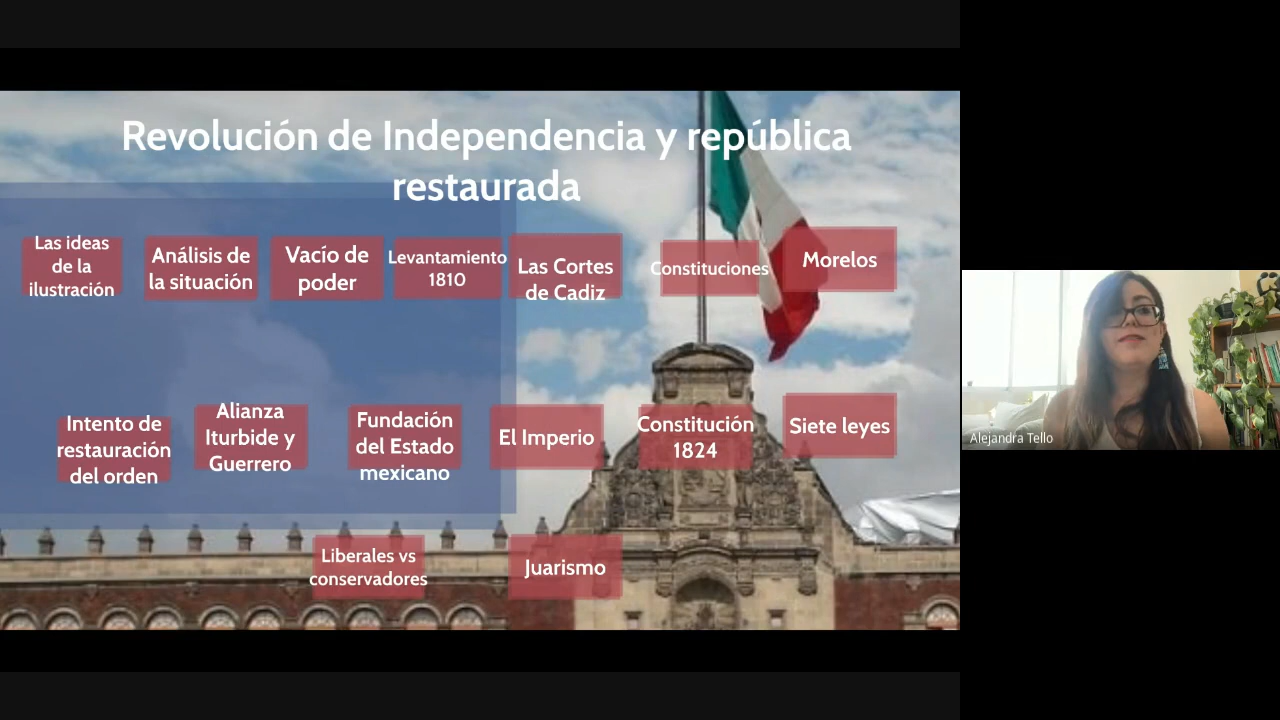 Revolución de Independencia y república
restaurada
Las ideas
de la
ilustración
Análisis de
la situación
Vacío de
poder
Levantamiento
1810
Las Cortes
de Cadiz
Constituciones
Morelos
Intento de
restauración
del orden
Alianza
Iturbide y
Guerrero
Fundación
del Estado
mexicano
El Imperio
Constitución
1824
Siete leyes
Liberales vs
conservadores
Juarismo
Alejandra Tello